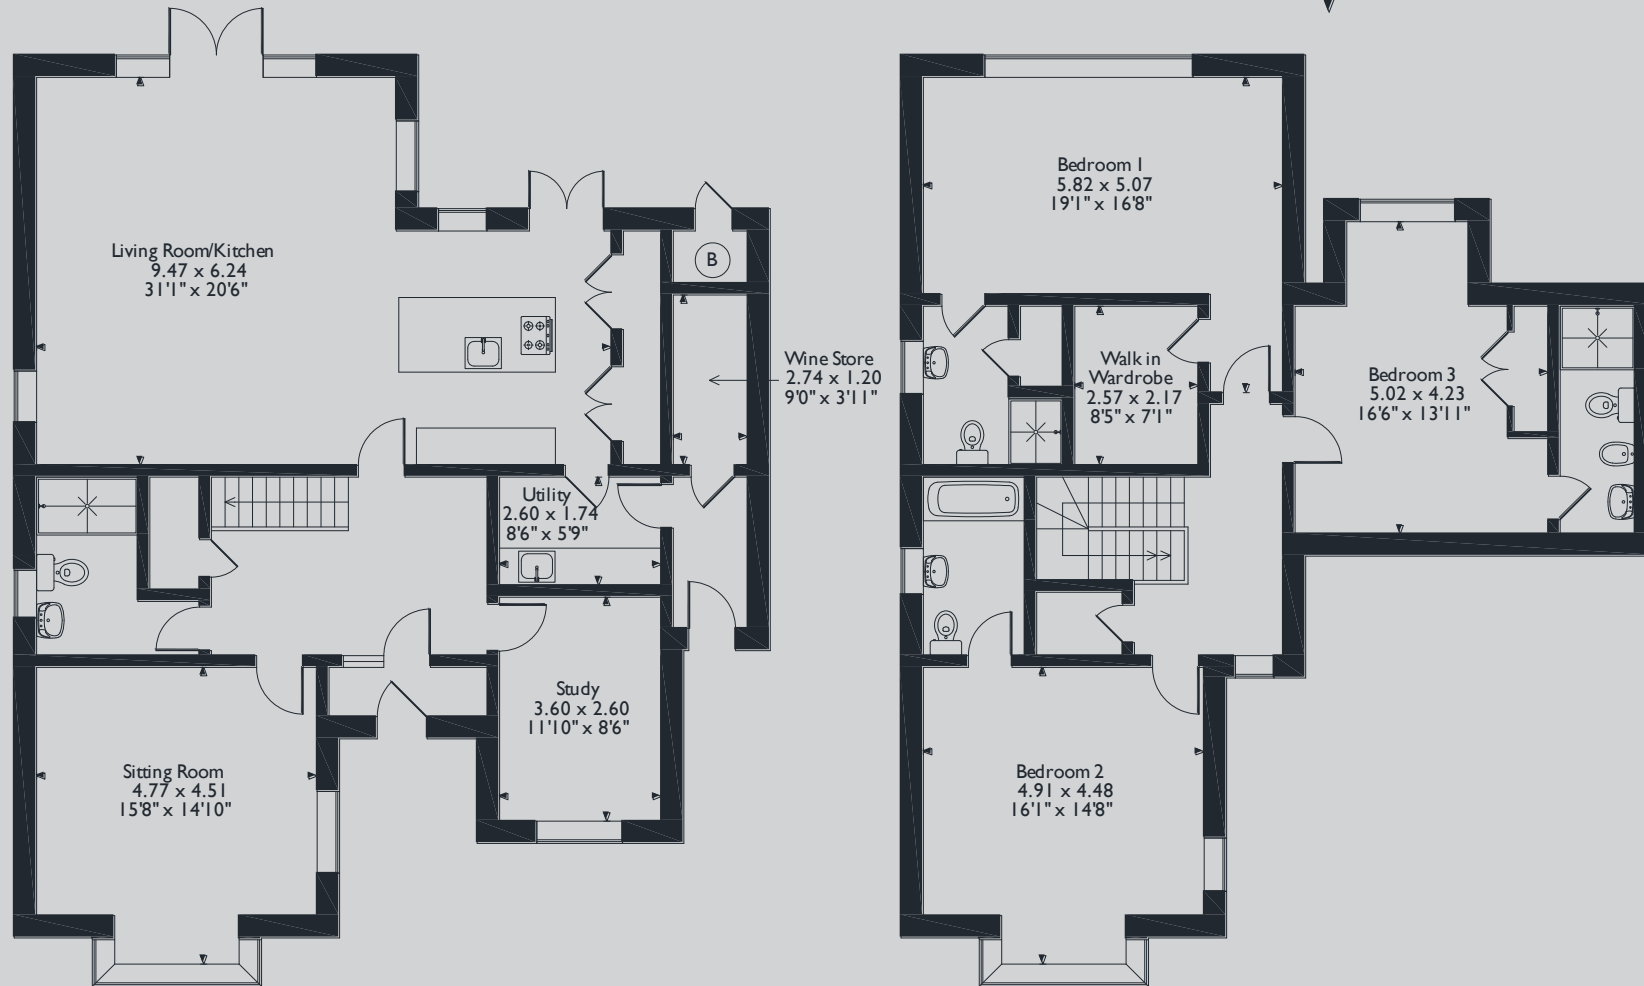 Living Room/Kitchen
9.47 x 6.24
31'1" x 20'6"
B
Wine Store
2.74 x 1.20
9'0" x 3'11"
Utility
2.60 x 1.74
8'6" x 5'9"
Study
3.60 x 2.60
11'10" x 8'6"
Sitting Room
4.77 x 4.51
15'8" x 14'10"
Bedroom 1
5.82 x 5.07
19'1" x 16'8"
Walk in
Wardrobe
2.57 x 2.17
8'5" x 7'1"
Bedroom 3
5.02 x 4.23
16'6" x 13'11"
Bedroom 2
4.91 x 4.48
16'1" x 14'8"